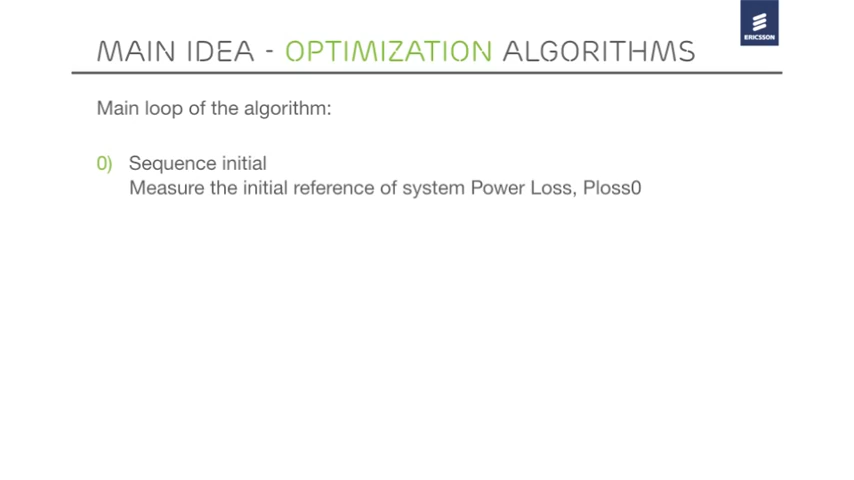 MAIN IDEA - OPTIMIZATION ALGORITHMS
ERICSSON
Main loop of the algorithm:
0) Sequence initial
Measure the initial reference of system Power Loss, Ploss0